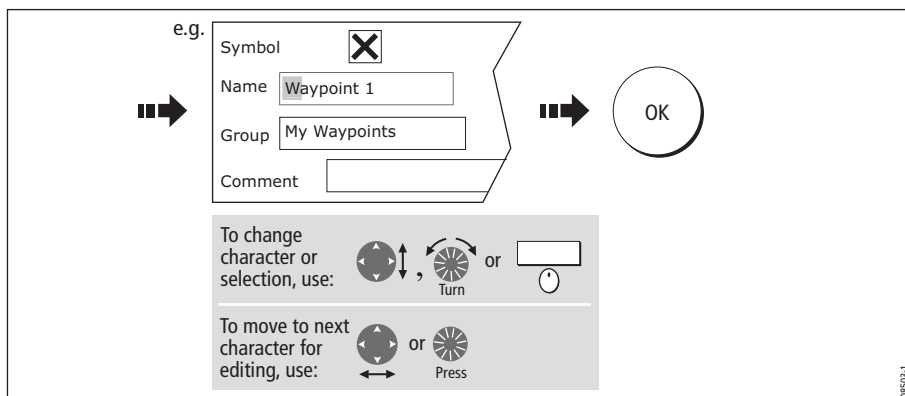 e.g.
Symbol
Name Waypoint 1
Group My Waypoints
Comment
OK
To change
character or
selection, use:
, or
Turn
To move to next
character for
editing, use:
or
Press